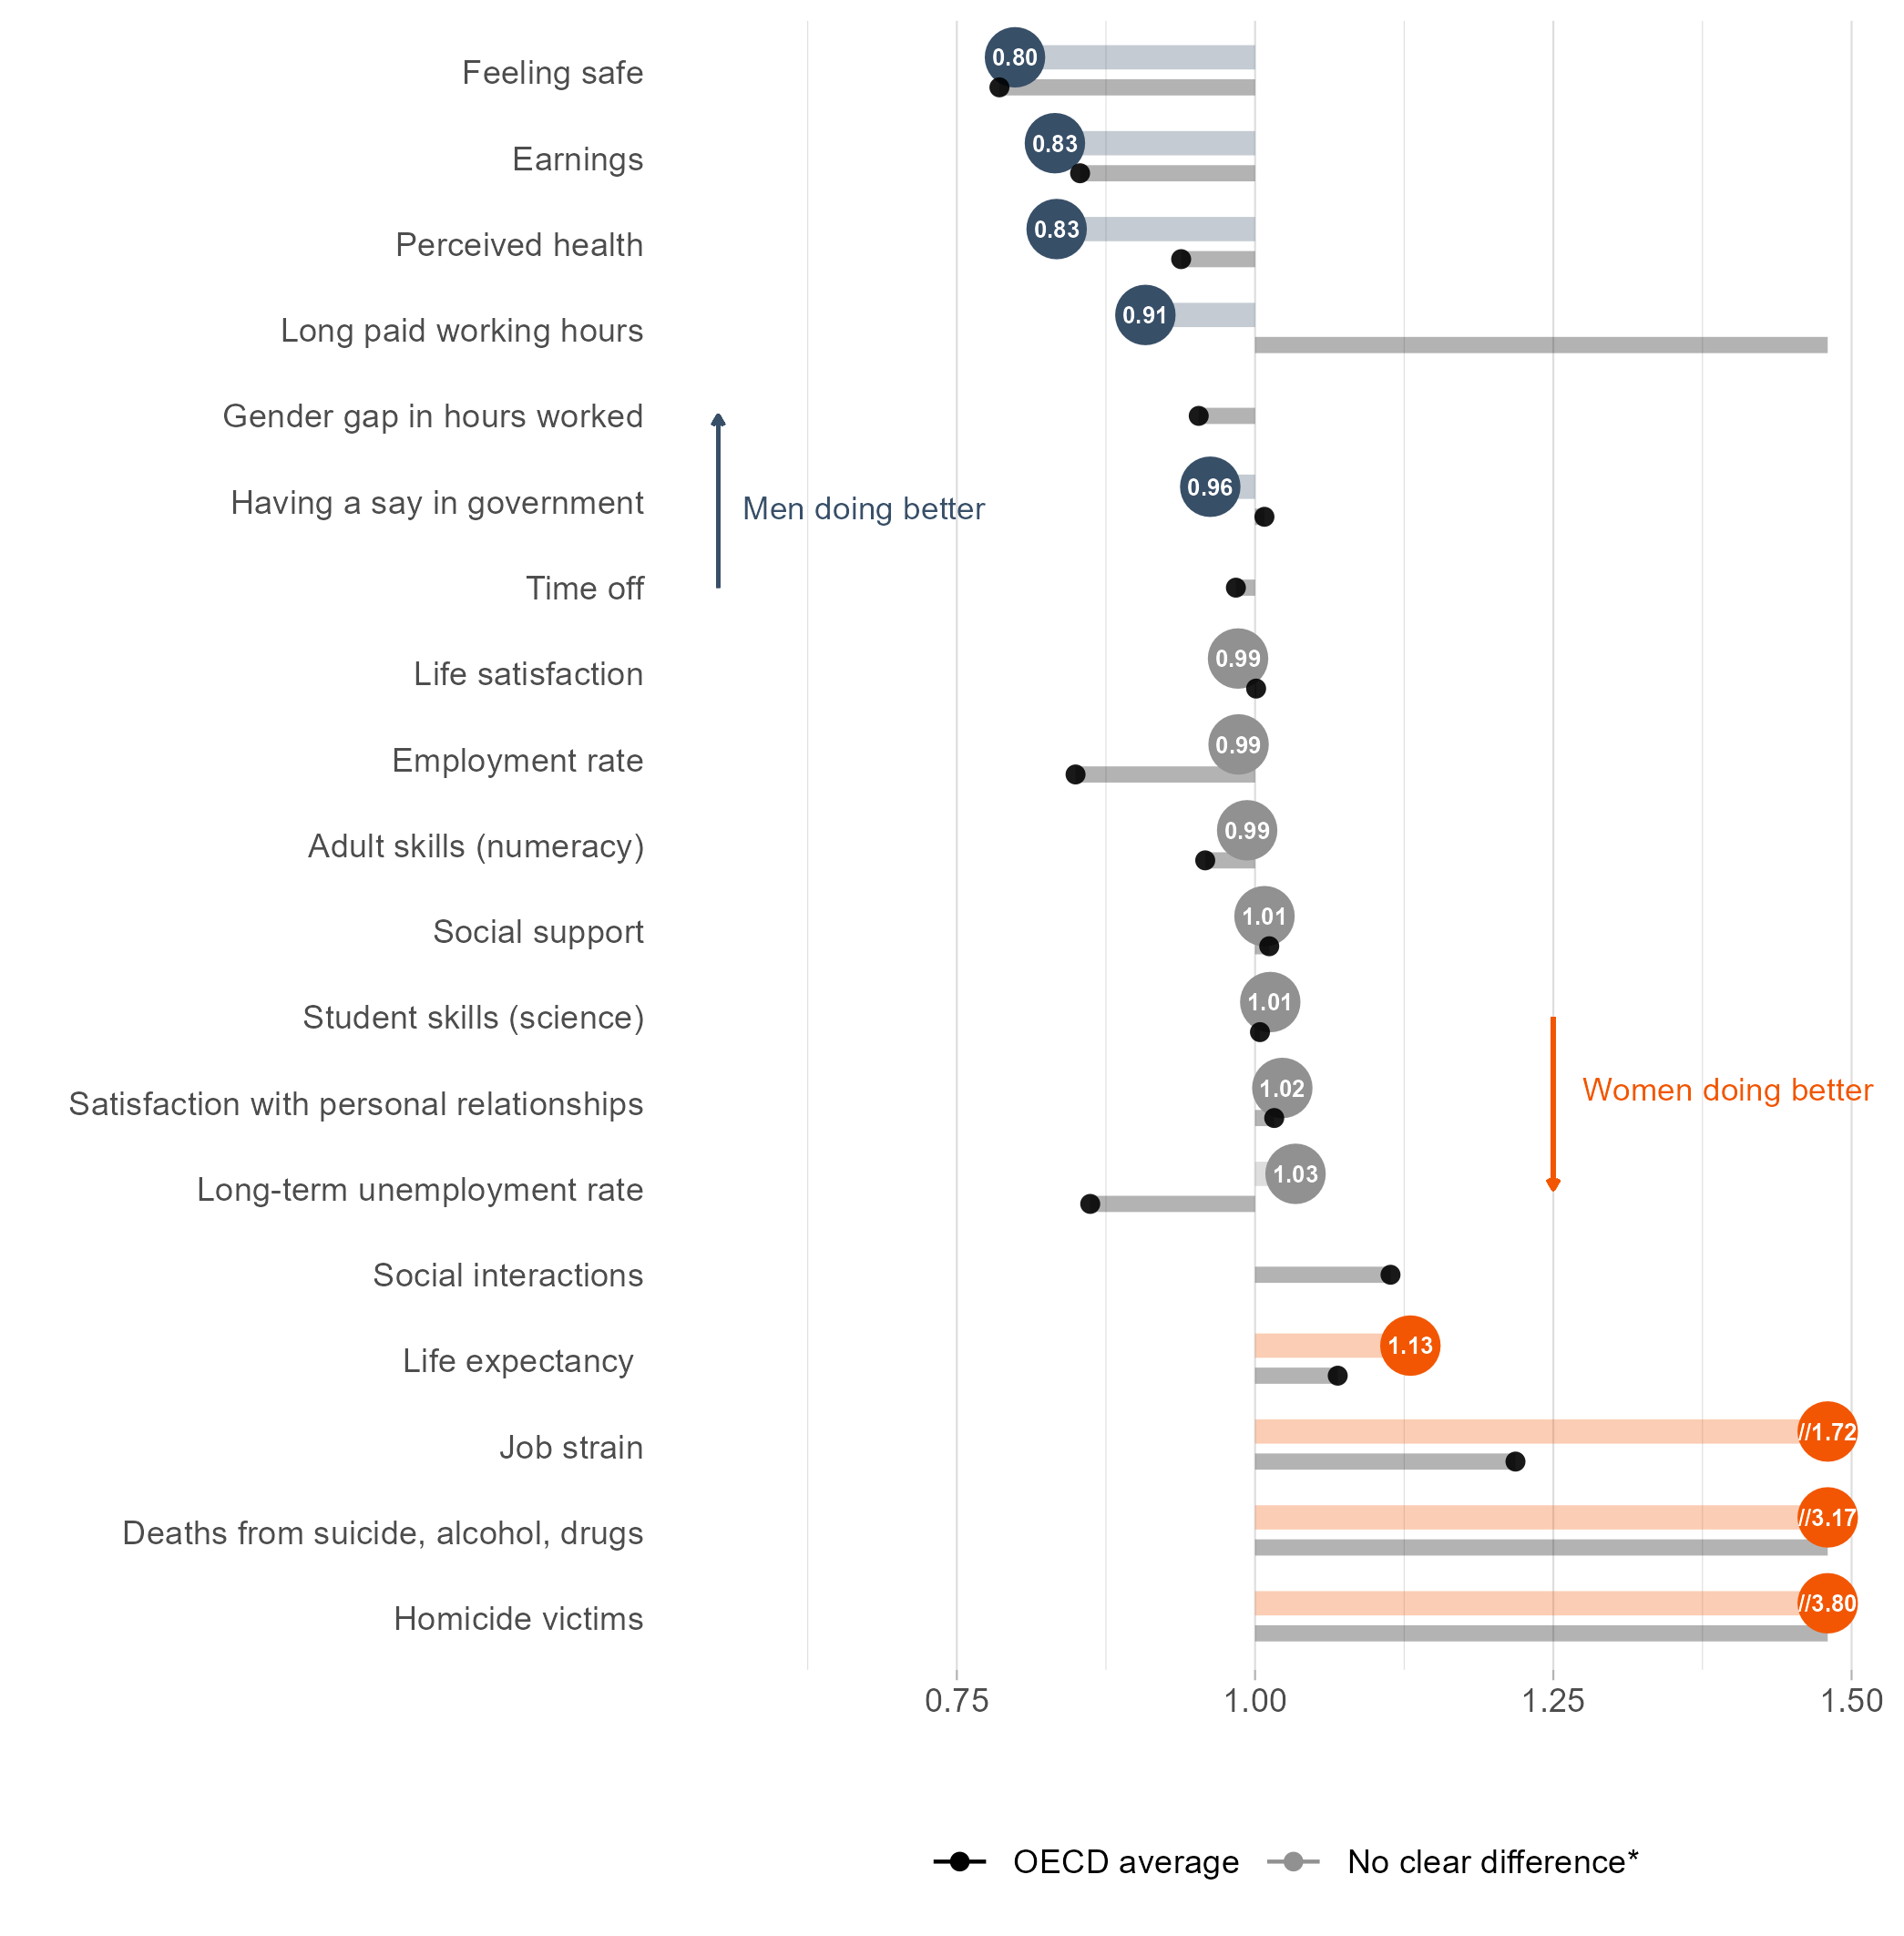 Feeling safe
0.80
Earnings
0.83
Perceived health
0.83
Long paid working hours
0.91
Gender gap in hours worked
Having a say in government
0.96
Men doing better
Time off
Life satisfaction
0.99
Employment rate
0.99
Adult skills (numeracy)
0.99
Social support
1.01
Student skills (science)
1.01
Satisfaction with personal relationships
1.02
Women doing better
Long-term unemployment rate
1.03
Social interactions
Life expectancy
1.13
Job strain
//1.72
Deaths from suicide, alcohol, drugs
//3.17
Homicide victims
//3.80
0.75 1.00 1.25 1.50
OECD average No clear difference*